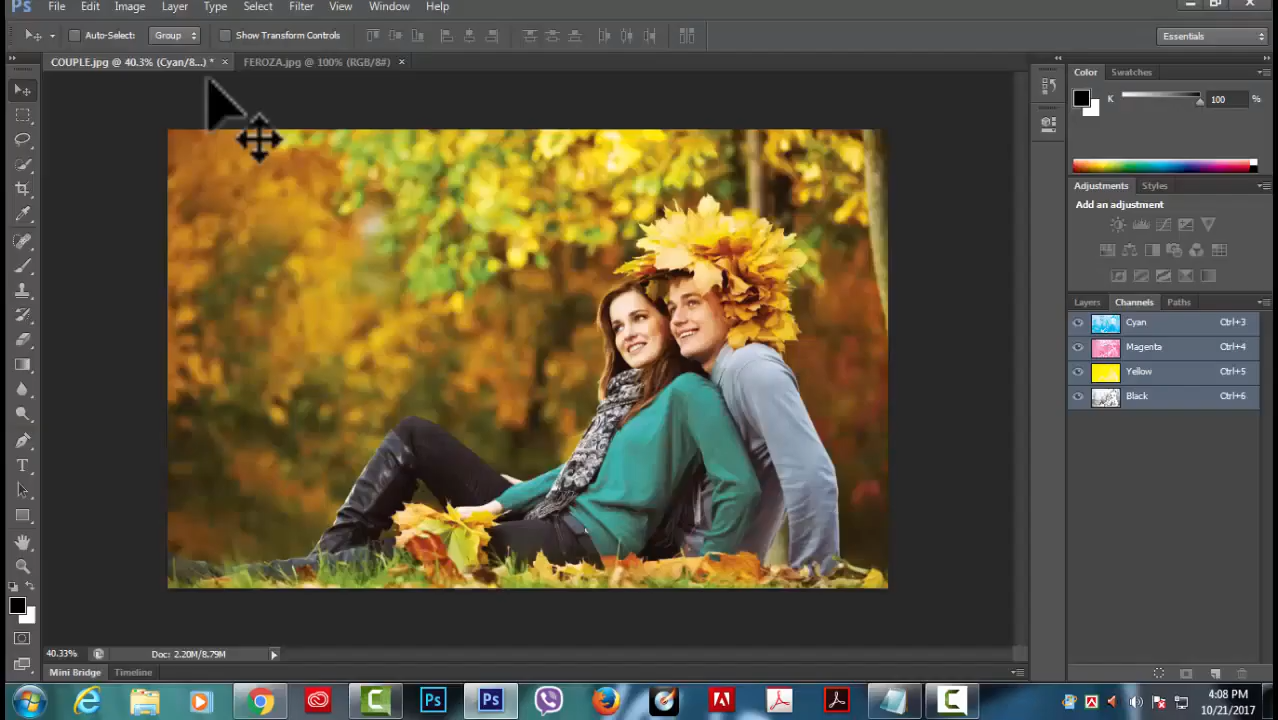 Ps File Edit Image Layer Type Select Filter View Window Help
Auto-Select: Group Show Transform Controls Essentials
COUPLE.jpg @ 40.3% (Cyan/8...) * × FEROZA.jpg @ 100% (RGB/8#) ×
Color Swatches
K 100 %
Adjustments Styles
Add an adjustment
Layers Channels Paths
Cyan Ctrl+3
Magenta Ctrl+4
Yellow Ctrl+5
Black Ctrl+6
40.33% Doc: 2.20M/8.79M
Mini Bridge Timeline
Ps Ps
4:08 PM
10/21/2017